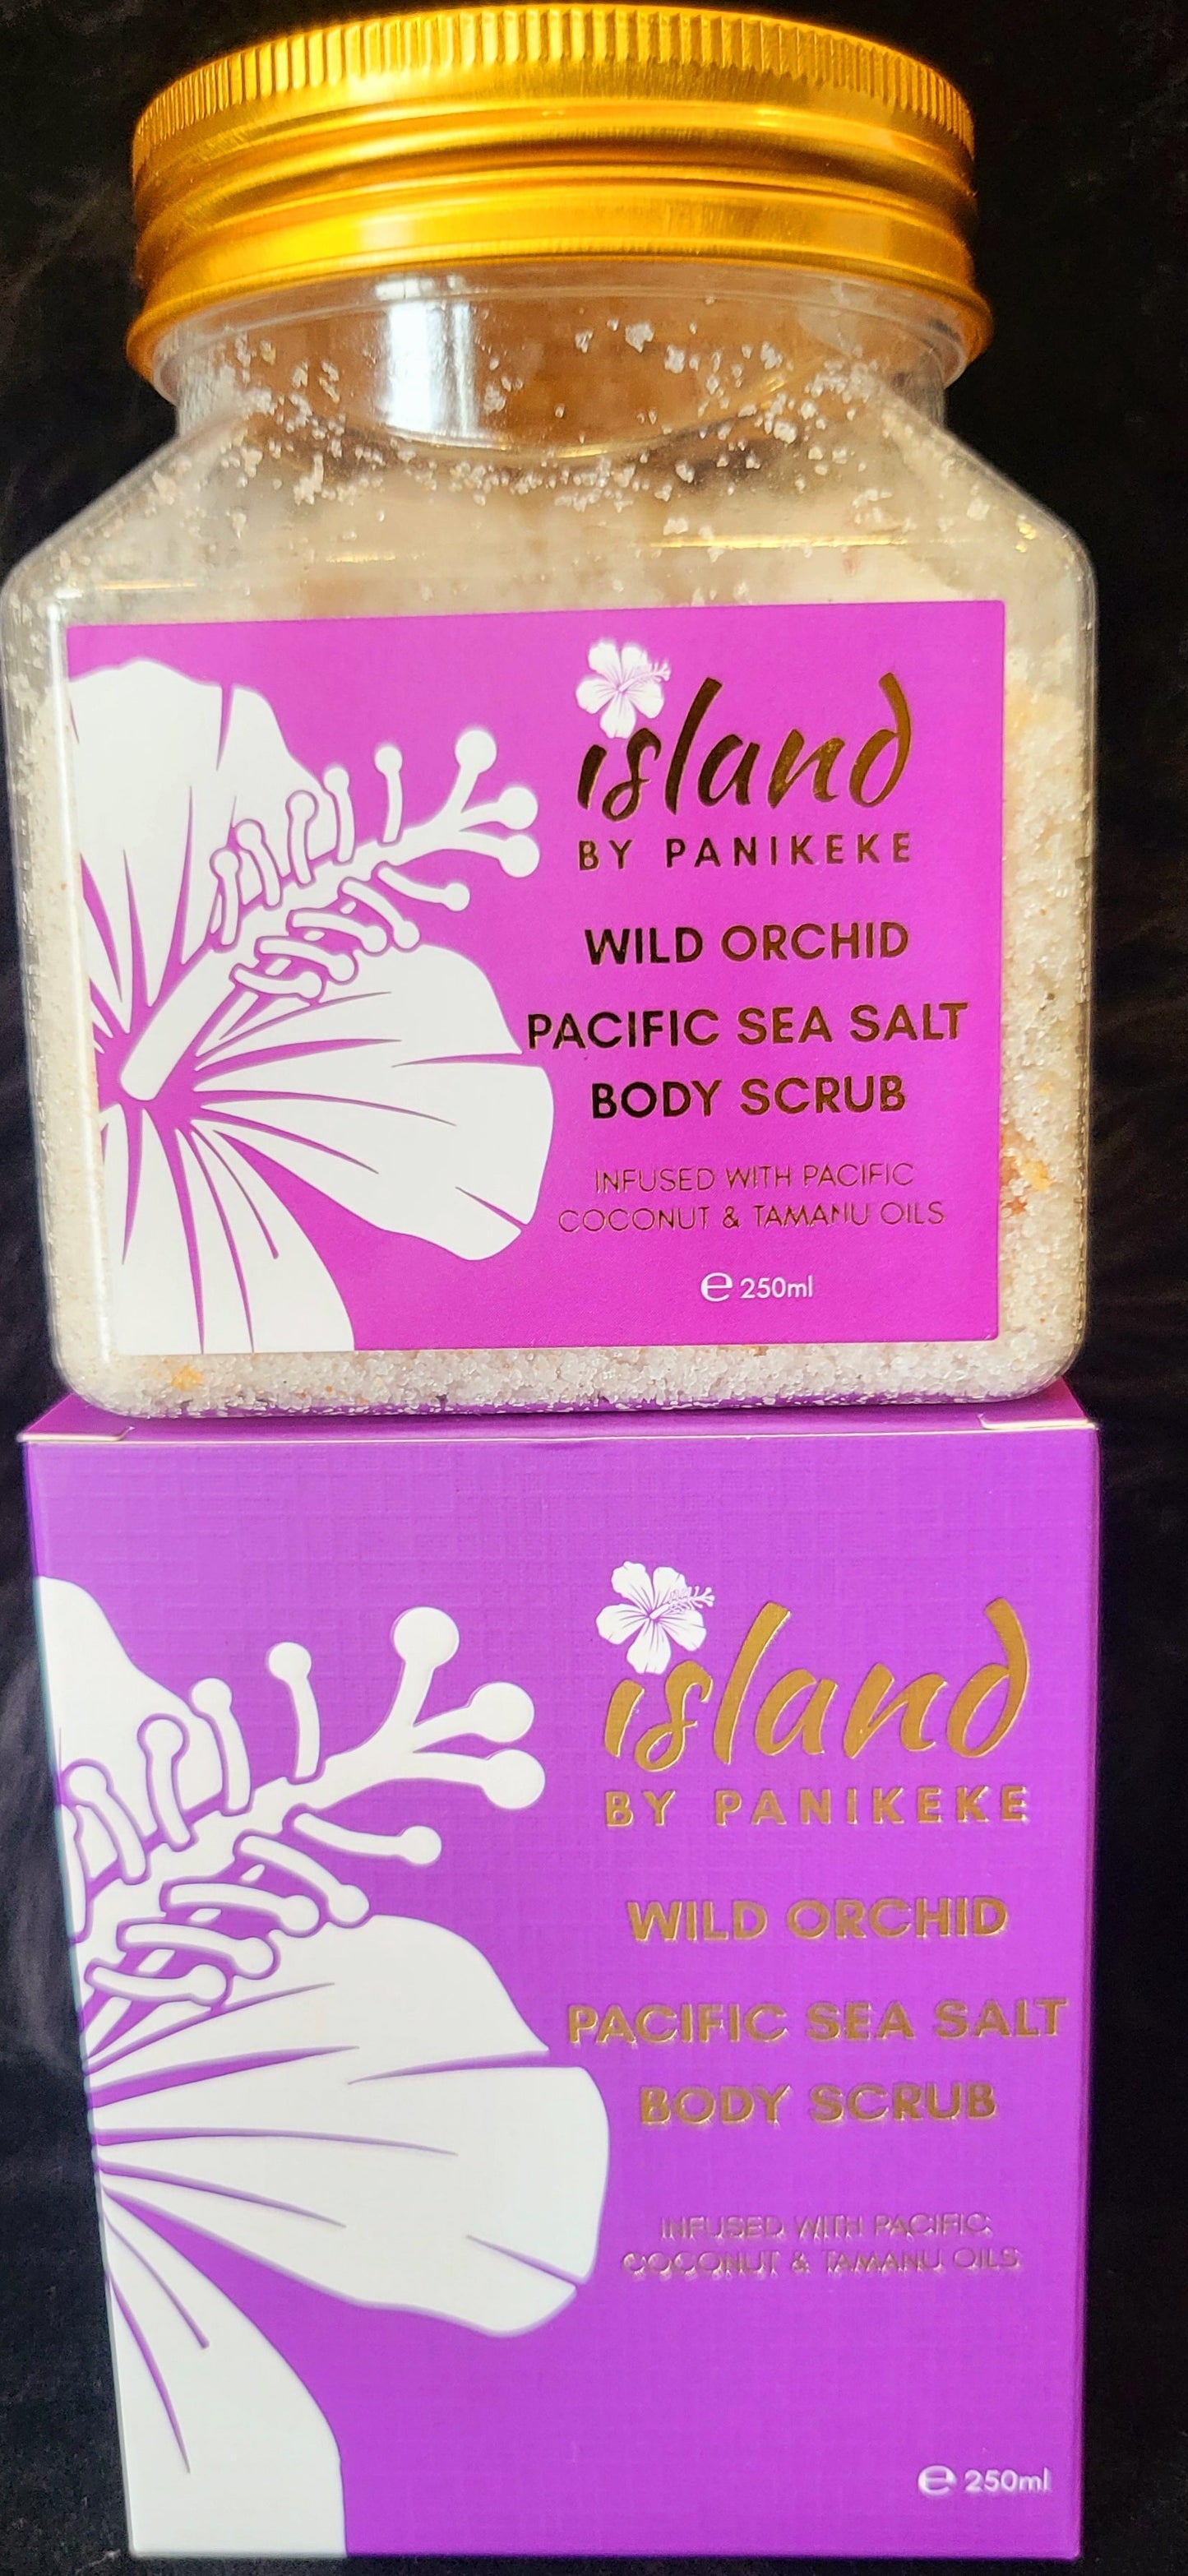 island
BY PANIKEKE
WILD ORCHID
PACIFIC SEA SALT
BODY SCRUB
INFUSED WITH PACIFIC
COCONUT & TAMANU OILS
℮ 250ml
island
BY PANIKEKE
WILD ORCHID
PACIFIC SEA SALT
BODY SCRUB
INFUSED WITH PACIFIC
COCONUT & TAMANU OILS
℮ 250ml